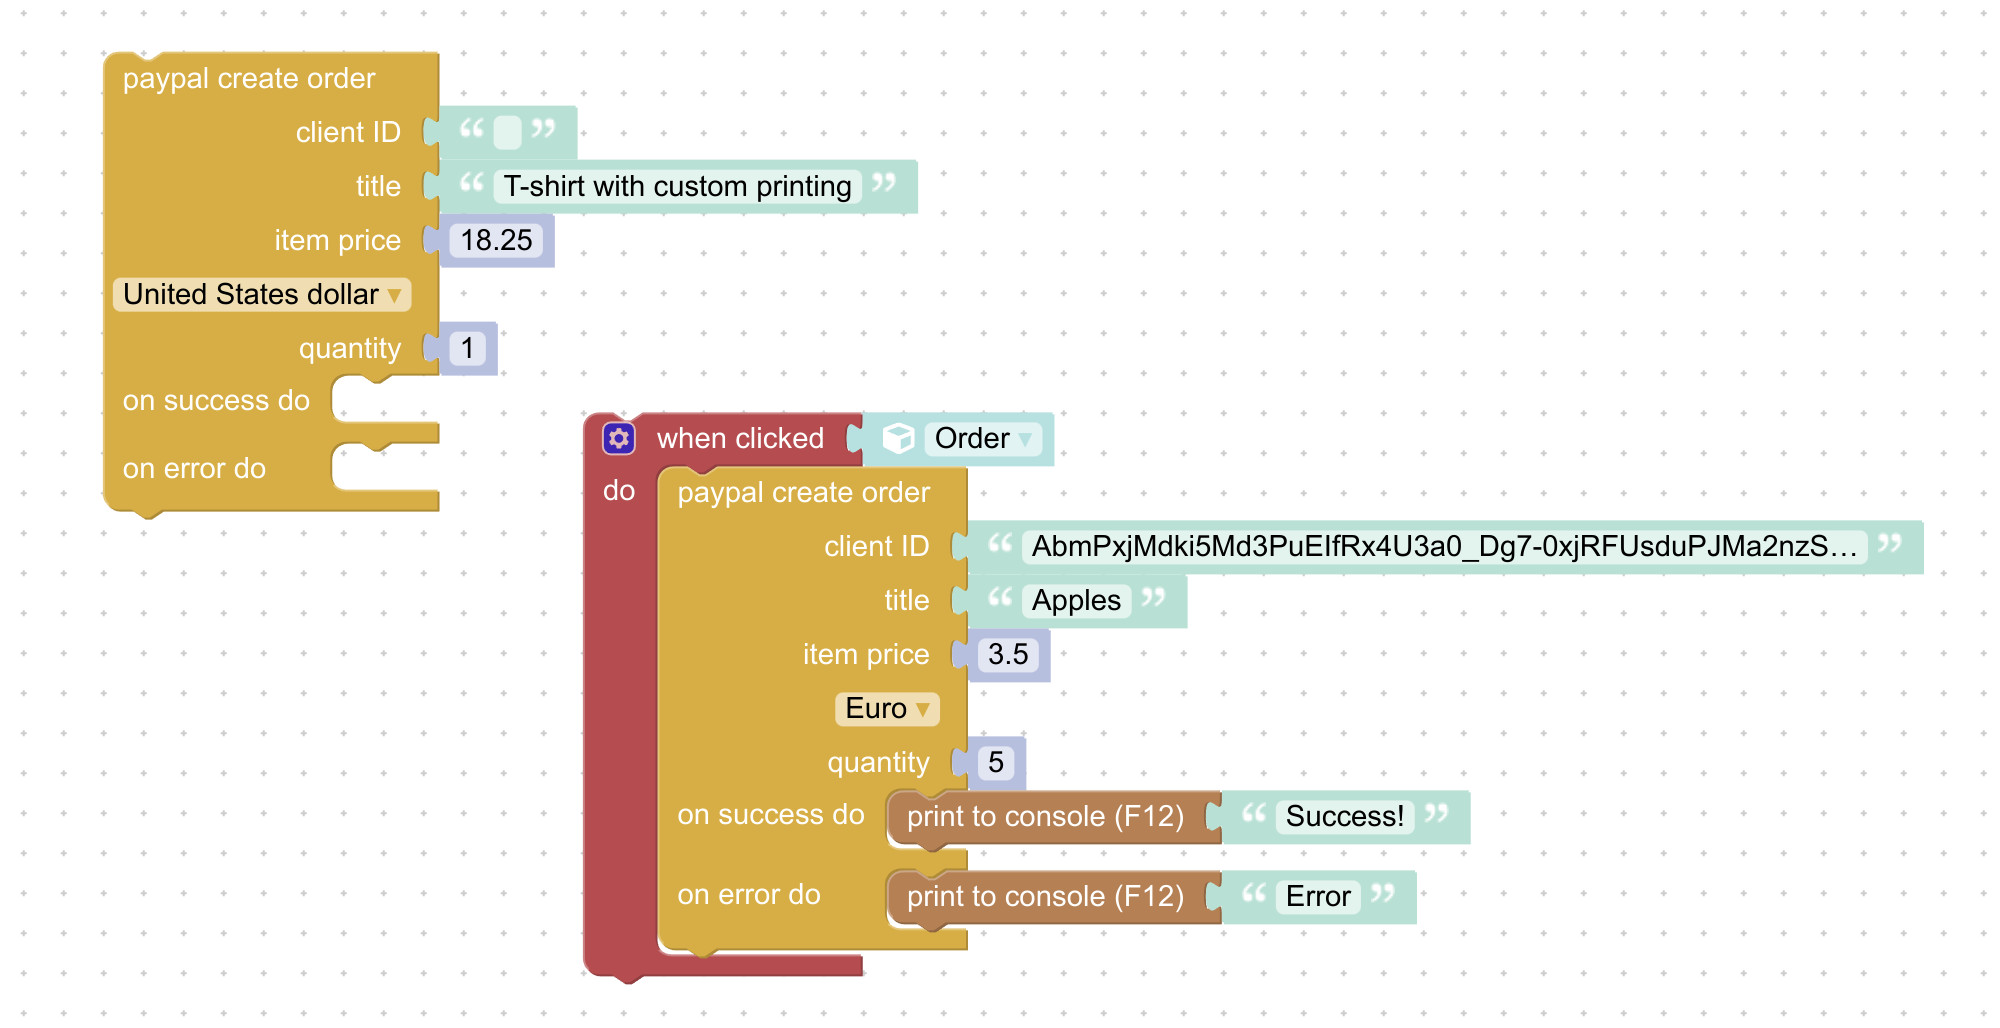 paypal create order
client ID “ ”
title “ T-shirt with custom printing ”
item price 18.25
United States dollar ▾
quantity 1
on success do
on error do
when clicked Order ▾
do
paypal create order
client ID “ AbmPxjMdki5Md3PuElfRx4U3a0_Dg7-0xjRFUsduPJMa2nzS… ”
title “ Apples ”
item price 3.5
Euro ▾
quantity 5
on success do print to console (F12) “ Success! ”
on error do print to console (F12) “ Error ”